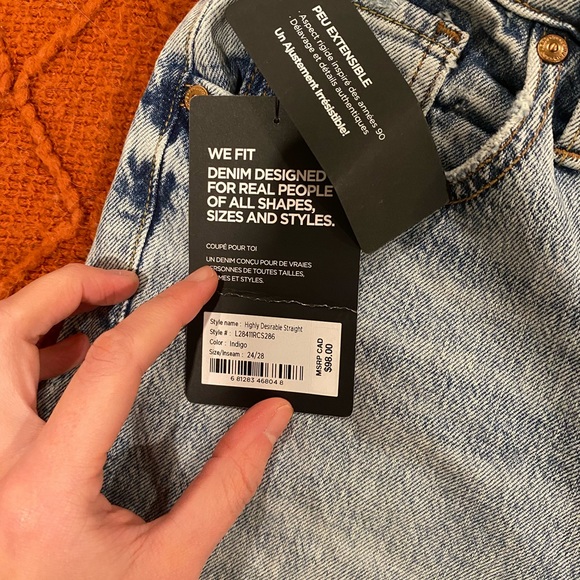 PEU EXTENSIBLE
· Aspect rigide inspiré des années 90
· Délavage et détails authentiques
Un Ajustement Irrésistible!
WE FIT
DENIM DESIGNED
FOR REAL PEOPLE
OF ALL SHAPES,
SIZES AND STYLES.
COUPÉ POUR TOI
UN DENIM CONÇU POUR DE VRAIES
PERSONNES DE TOUTES TAILLES,
ET STYLES.
Style name : Highly Desirable Straight
Style # : L28411RCS286
Color : Indigo
Size/Inseam : 24/28
MSRP CAD
$98.00
6 81283 46804 8